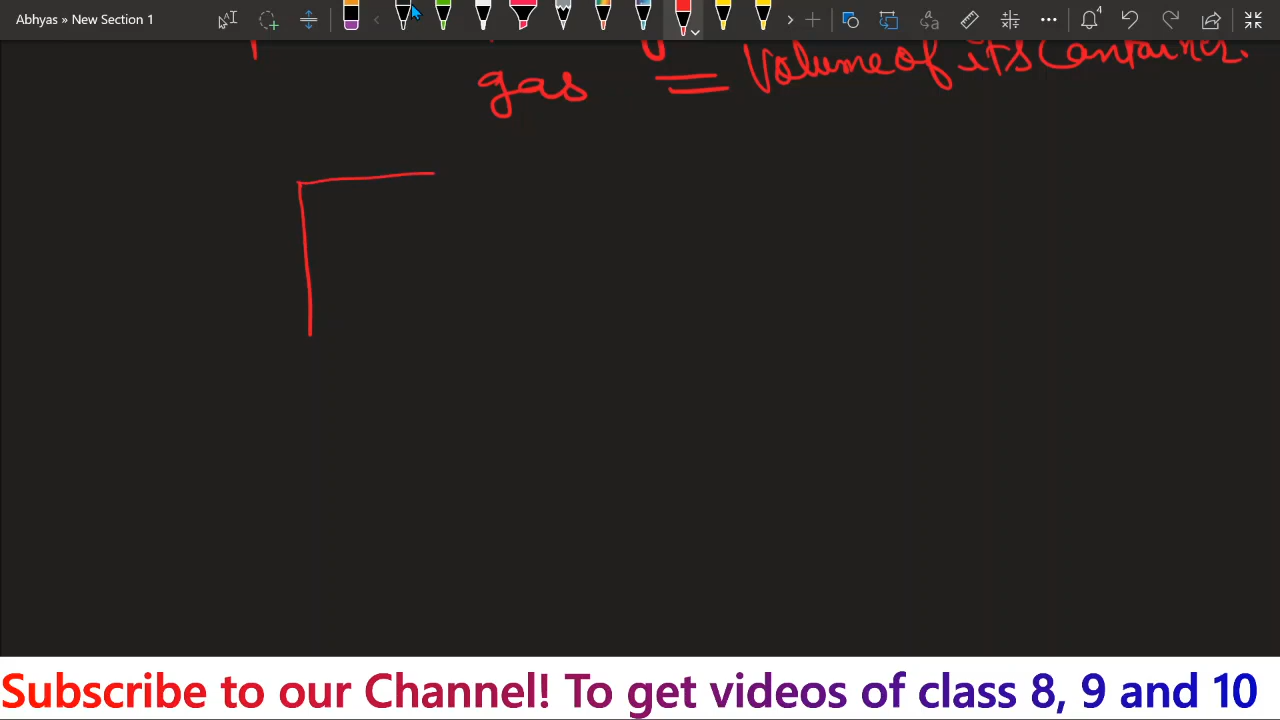 Abhyas » New Section 1
4
gas = Volume of its Container.
Subscribe to our Channel! To get videos of class 8, 9 and 10